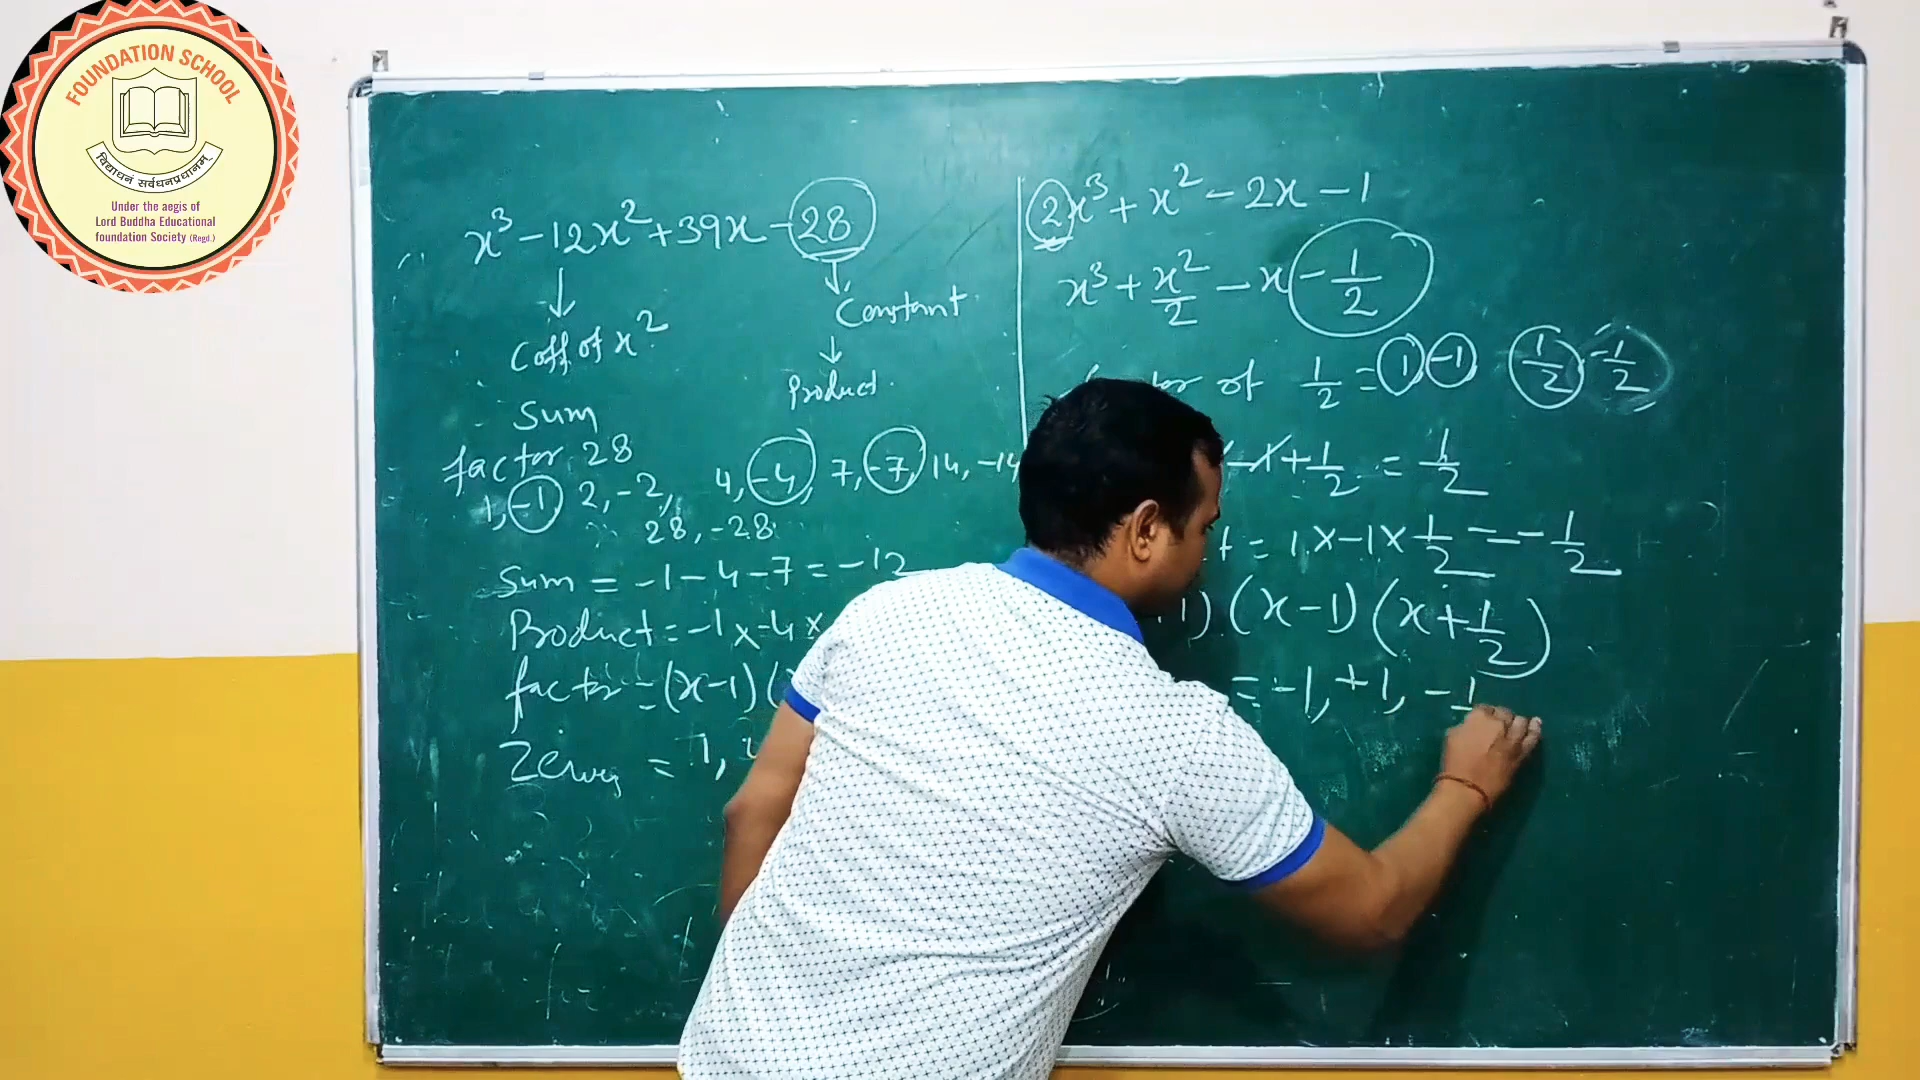 FOUNDATION SCHOOL
विद्याधनं सर्वधनप्रधानम्
Under the aegis of
Lord Buddha Educational
foundation Society (Regd.)
x³ - 12x² + 39x - 28
Coff of x²
Constant
Sum
Product
factor 28
1, -1 2, -2, 4, -4, 7, -7, 14, -14
28, -28
Sum = -1 - 4 - 7 = -12
Product = -1 x -4 x
factor = (x-1)(
Zeroes = 1,
2x³ + x² - 2x - 1
x³ + x²/2 - x - 1/2
of 1/2 = 1, -1 1/2, -1/2
-1 + 1/2 = 1/2
= 1 x -1 x 1/2 = -1/2
1) (x-1) (x + 1/2)
= -1, +1, -1